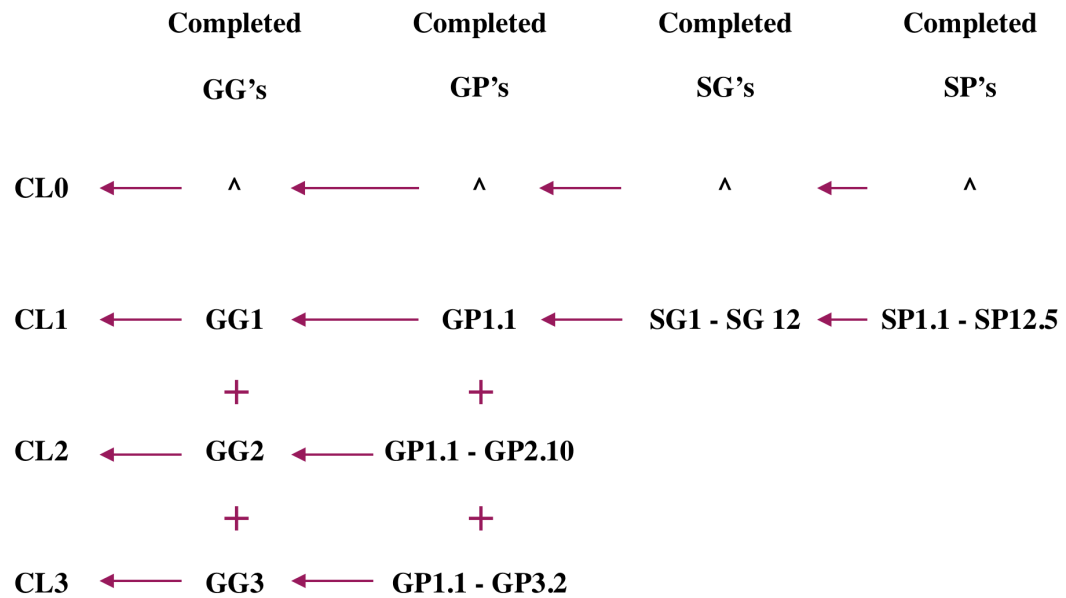 Completed Completed Completed Completed
GG’s GP’s SG’s SP’s
CL0 ^ ^ ^ ^
CL1 GG1 GP1.1 SG1 - SG 12 SP1.1 - SP12.5
+ +
CL2 GG2 GP1.1 - GP2.10
+ +
CL3 GG3 GP1.1 - GP3.2